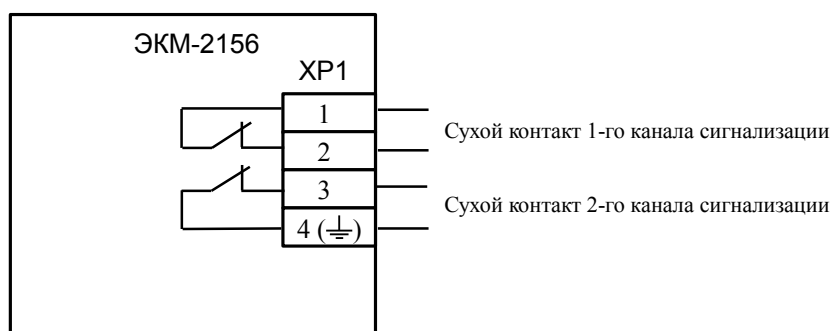 ЭКМ-2156
XP1
1
Сухой контакт 1-го канала сигнализации
2
3
Сухой контакт 2-го канала сигнализации
4 (⏚)